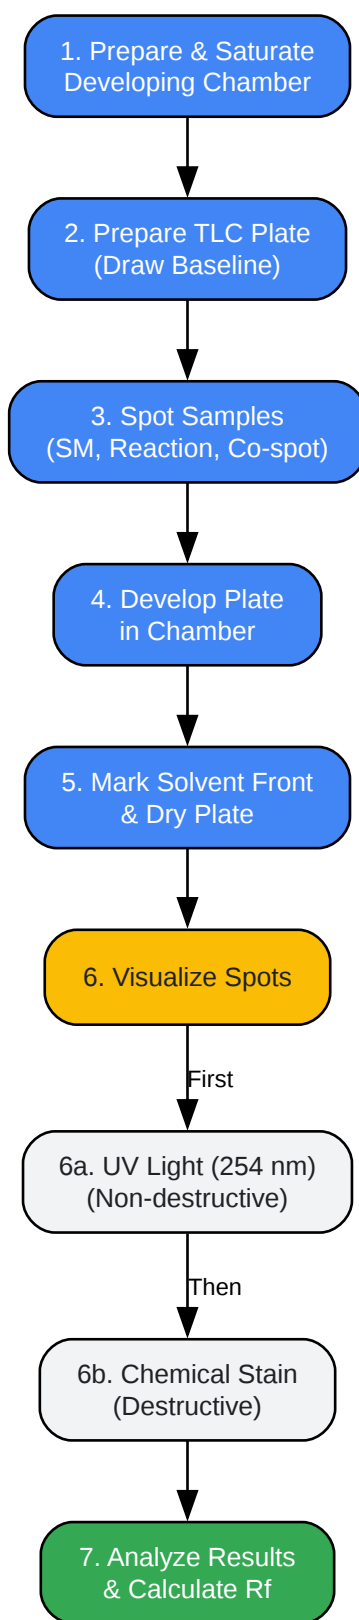 1. Prepare & Saturate
Developing Chamber
2. Prepare TLC Plate
(Draw Baseline)
3. Spot Samples
(SM, Reaction, Co-spot)
4. Develop Plate
in Chamber
5. Mark Solvent Front
& Dry Plate
6. Visualize Spots
First
6a. UV Light (254 nm)
(Non-destructive)
Then
6b. Chemical Stain
(Destructive)
7. Analyze Results
& Calculate Rf